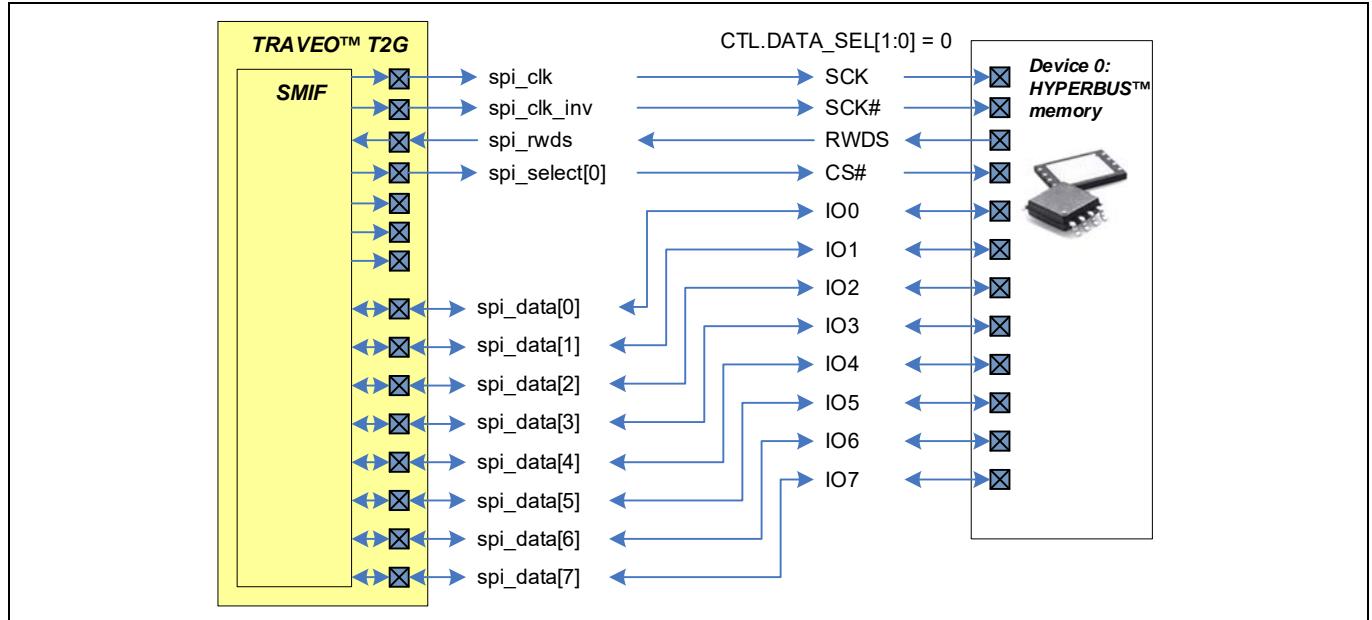 TRAVEO™ T2G
CTL.DATA_SEL[1:0] = 0
SMIF
Device 0:
HYPERBUS™
memory
spi_clk SCK
spi_clk_inv SCK#
spi_rwds RWDS
spi_select[0] CS#
IO0
IO1
IO2
IO3
IO4
IO5
IO6
IO7
spi_data[0]
spi_data[1]
spi_data[2]
spi_data[3]
spi_data[4]
spi_data[5]
spi_data[6]
spi_data[7]